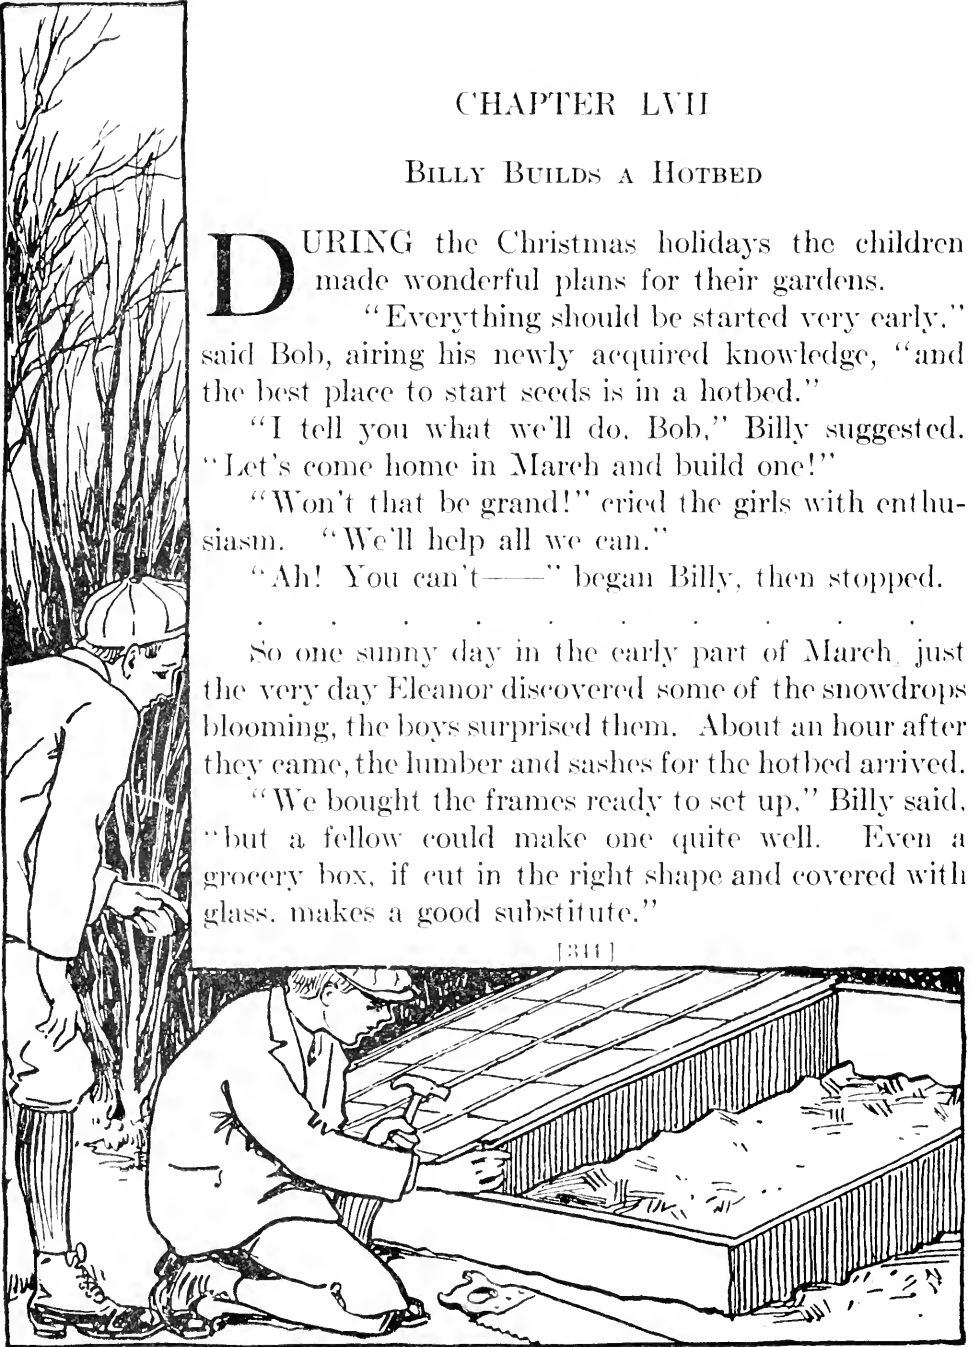 CHAPTER LVII
BILLY BUILDS A HOTBED
DURING the Christmas holidays the children
made wonderful plans for their gardens.
"Everything should be started very early,"
said Bob, airing his newly acquired knowledge, "and
the best place to start seeds is in a hotbed."
"I tell you what we'll do, Bob," Billy suggested.
"Let's come home in March and build one!"
"Won't that be grand!" cried the girls with enthu-
siasm. "We'll help all we can."
"Ah! You can't——" began Billy, then stopped.
. . . . . . . . . .
So one sunny day in the early part of March, just
the very day Eleanor discovered some of the snowdrops
blooming, the boys surprised them. About an hour after
they came, the lumber and sashes for the hotbed arrived.
"We bought the frames ready to set up," Billy said,
"but a fellow could make one quite well. Even a
grocery box, if cut in the right shape and covered with
glass, makes a good substitute."
[344]